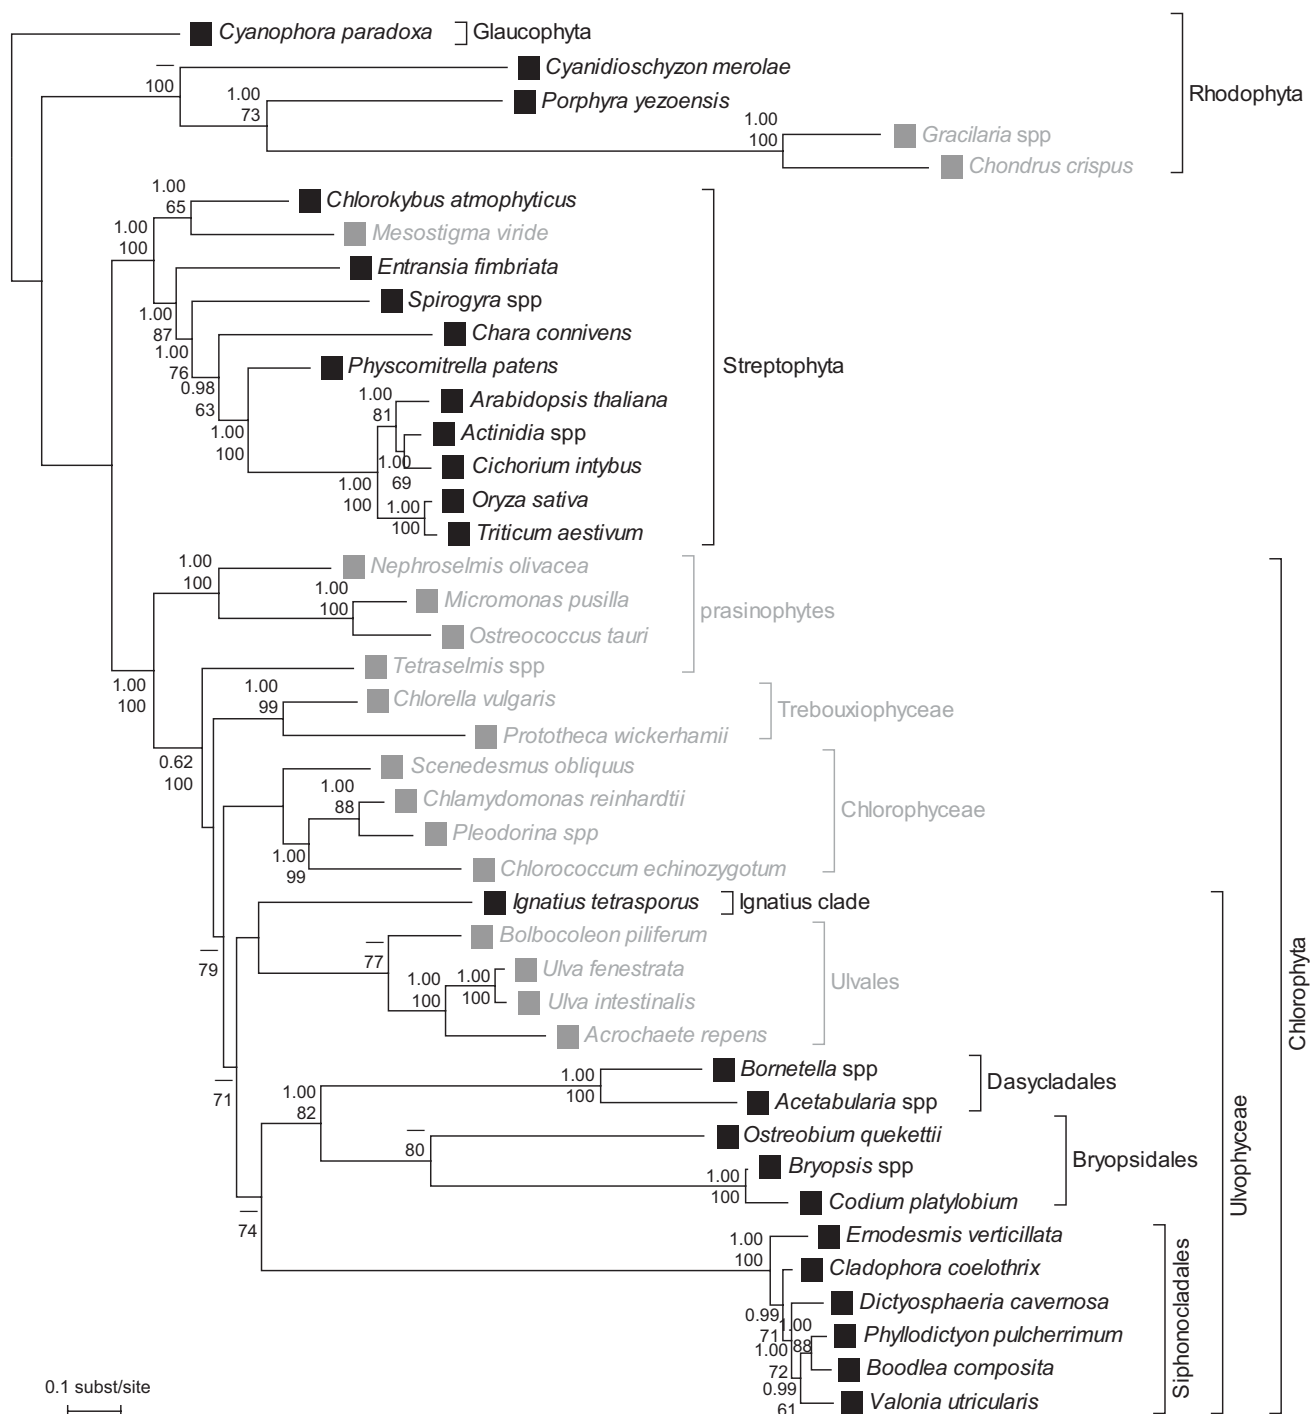 Cyanophora paradoxa Glaucophyta
—
100
Cyanidioschyzon merolae
1.00
73
Porphyra yezoensis
Rhodophyta
1.00
100
Gracilaria spp
Chondrus crispus
1.00
65
Chlorokybus atmophyticus
1.00
100
Mesostigma viride
Entransia fimbriata
1.00
87
Spirogyra spp
1.00
76
Chara connivens
0.98
63
Physcomitrella patens
Streptophyta
1.00
81
Arabidopsis thaliana
1.00
100
Actinidia spp
1.00
69
Cichorium intybus
1.00
100
Oryza sativa
1.00
100
Triticum aestivum
1.00
100
Nephroselmis olivacea
1.00
100
Micromonas pusilla
prasinophytes
Ostreococcus tauri
Tetraselmis spp
1.00
100
1.00
99
Chlorella vulgaris
Trebouxiophyceae
Prototheca wickerhamii
0.62
100
Scenedesmus obliquus
1.00
88
Chlamydomonas reinhardtii
Chlorophyceae
Pleodorina spp
1.00
99
Chlorococcum echinozygotum
Ignatius tetrasporus Ignatius clade
—
79
—
77
Bolbocoleon piliferum
1.00
100
1.00
100
Ulva fenestrata
Ulvales
Ulva intestinalis
Acrochaete repens
Chlorophyta
—
71
1.00
82
1.00
100
Bornetella spp
Dasycladales
Acetabularia spp
—
80
Ostreobium quekettii
Bryopsidales
1.00
100
Bryopsis spp
Codium platylobium
Ulvophyceae
—
74
1.00
100
Ernodesmis verticillata
Cladophora coelothrix
0.99
71
Dictyosphaeria cavernosa
1.00
88
Phyllodictyon pulcherrimum
Siphonocladales
1.00
72
Boodlea composita
0.99
61
Valonia utricularis
0.1 subst/site